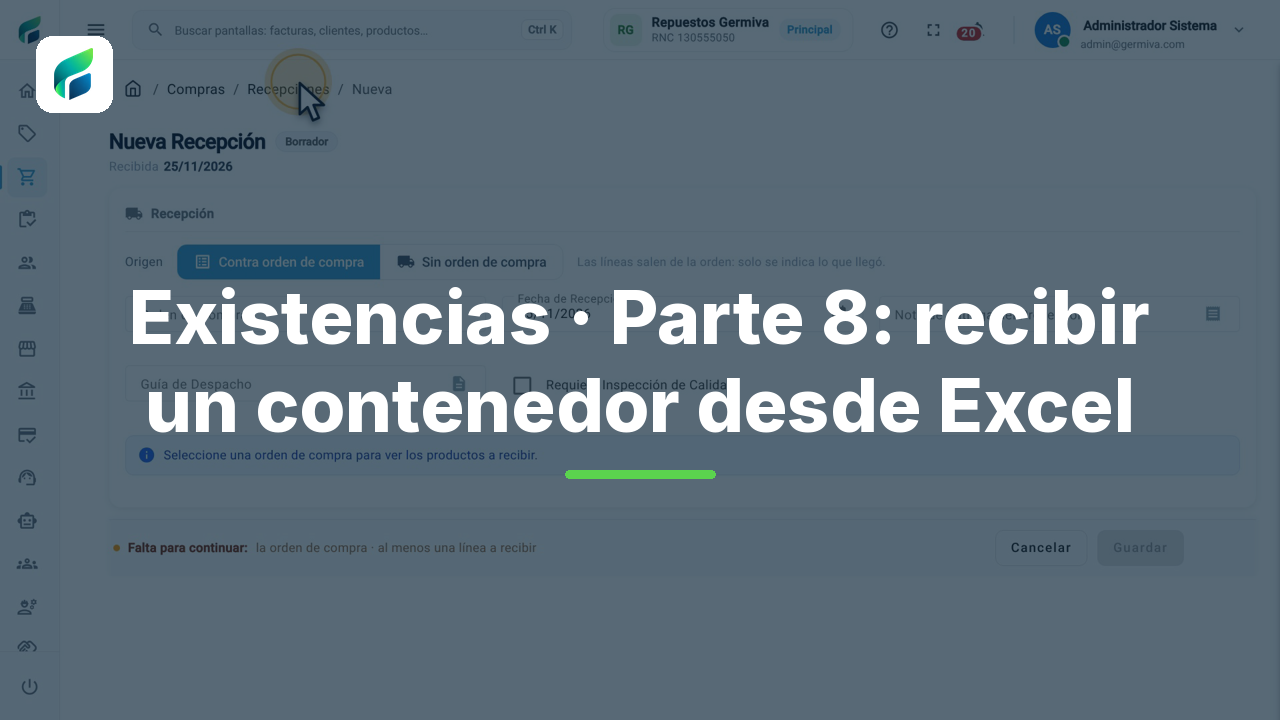 Buscar pantallas: facturas, clientes, productos...
Ctrl K
RG
Repuestos Germiva
RNC 130555050
Principal
20
AS
Administrador Sistema
admin@germiva.com
/ Compras / Recepciones / Nueva
Nueva Recepción
Borrador
Recibida 25/11/2026
Recepción
Origen
Contra orden de compra
Sin orden de compra
Las líneas salen de la orden: solo se indica lo que llegó.
Existencias · Parte 8: recibir
un contenedor desde Excel
Guía de Despacho
Seleccione una orden de compra para ver los productos a recibir.
Falta para continuar: la orden de compra · al menos una línea a recibir
Cancelar
Guardar